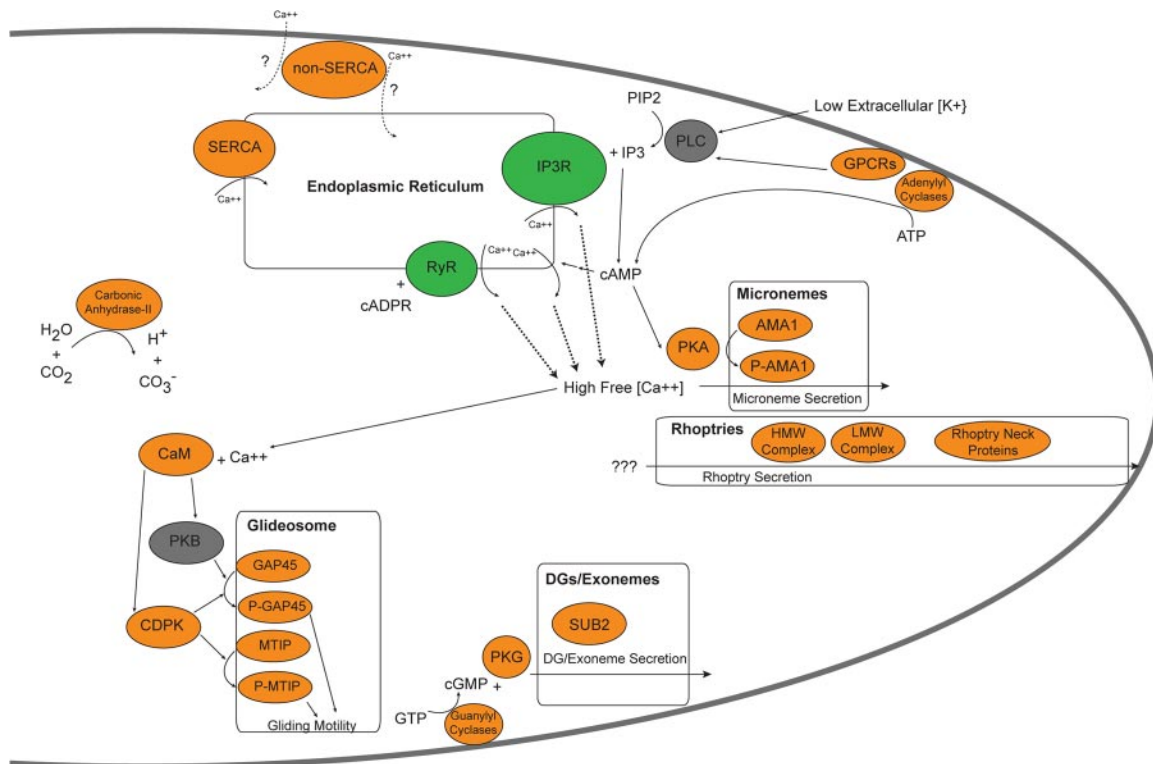 Ca++
?
non-SERCA
Ca++
?
PIP2
Low Extracellular [K+}
SERCA
PLC
IP3R
+ IP3
GPCRs
Adenylyl
Cyclases
Endoplasmic Reticulum
Ca++
Ca++
ATP
Ca++
Ca++
RyR
+
cADPR
cAMP
Carbonic
Anhydrase-II
H2O
+
CO2
H+
+
CO3-
Micronemes
AMA1
PKA
P-AMA1
High Free [Ca++]
Microneme Secretion
Rhoptries
HMW
Complex
LMW
Complex
Rhoptry Neck
Proteins
???
Rhoptry Secretion
CaM
+ Ca++
PKB
Glideosome
GAP45
P-GAP45
CDPK
MTIP
P-MTIP
Gliding Motility
DGs/Exonemes
SUB2
PKG
DG/Exoneme Secretion
cGMP +
GTP
Guanylyl
Cyclases